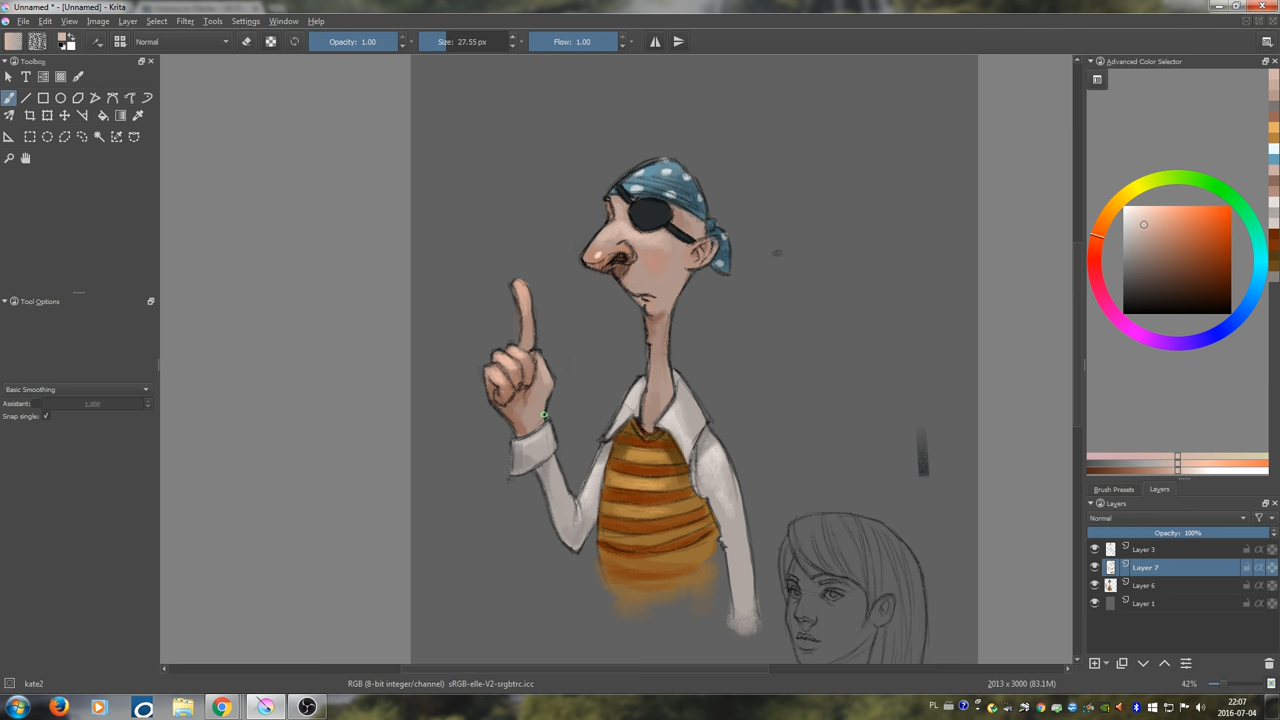 Unnamed * - [Unnamed] - Krita
File Edit View Image Layer Select Filter Tools Settings Window Help
Normal Opacity: 1.00 Size: 27.55 px Flow: 1.00
Toolbox
Tool Options
Basic Smoothing
Assistant: 1,000
Snap single:
Advanced Color Selector
Brush Presets Layers
Layers
Normal
Opacity: 100%
Layer 3
Layer 7
Layer 6
Layer 1
kate2 RGB (8-bit integer/channel) sRGB-elle-V2-srgbtrc.icc 2013 x 3000 (83.1M) 42%
PL 22:07
2016-07-04